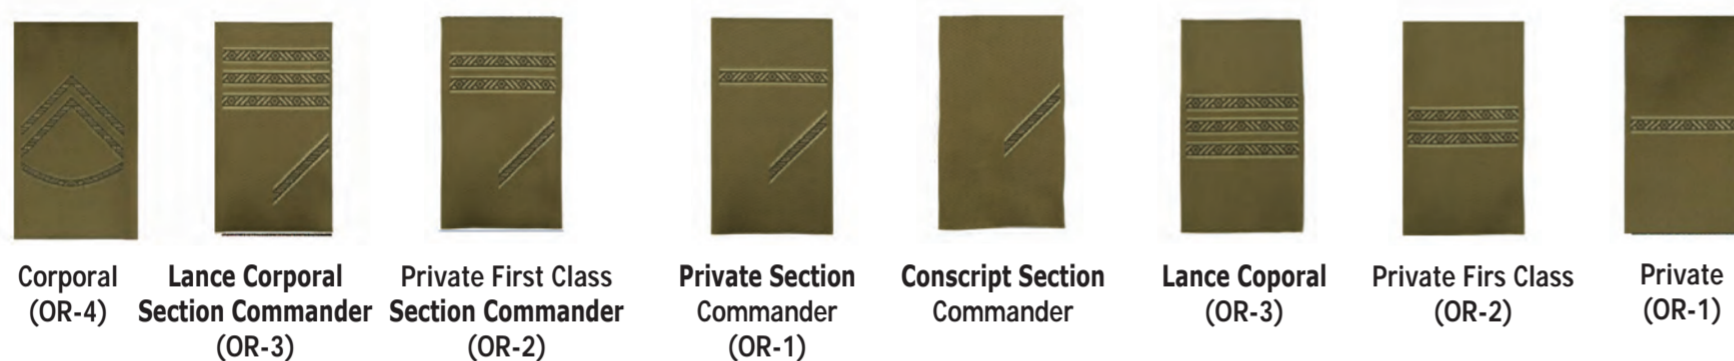 Corporal
(OR-4)
Lance Corporal
Section Commander
(OR-3)
Private First Class
Section Commander
(OR-2)
Private Section
Commander
(OR-1)
Conscript Section
Commander
Lance Coporal
(OR-3)
Private Firs Class
(OR-2)
Private
(OR-1)